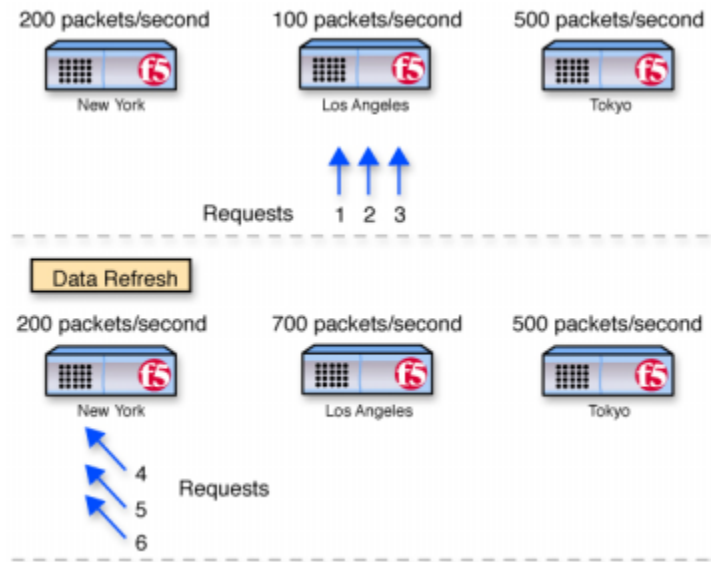 200 packets/second 100 packets/second 500 packets/second
f5 f5 f5
New York Los Angeles Tokyo
Requests 1 2 3
Data Refresh
200 packets/second 700 packets/second 500 packets/second
f5 f5 f5
New York Los Angeles Tokyo
4
Requests
5
6